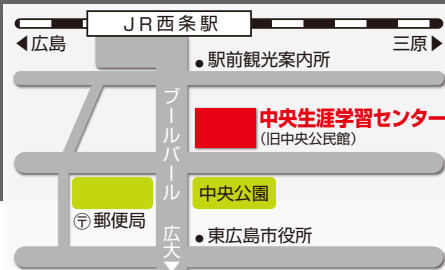 JR西条駅
◀広島
三原▶
●駅前観光案内所
ブールバール
中央生涯学習センター
(旧中央公民館)
中央公園
〒郵便局
広大▼
●東広島市役所